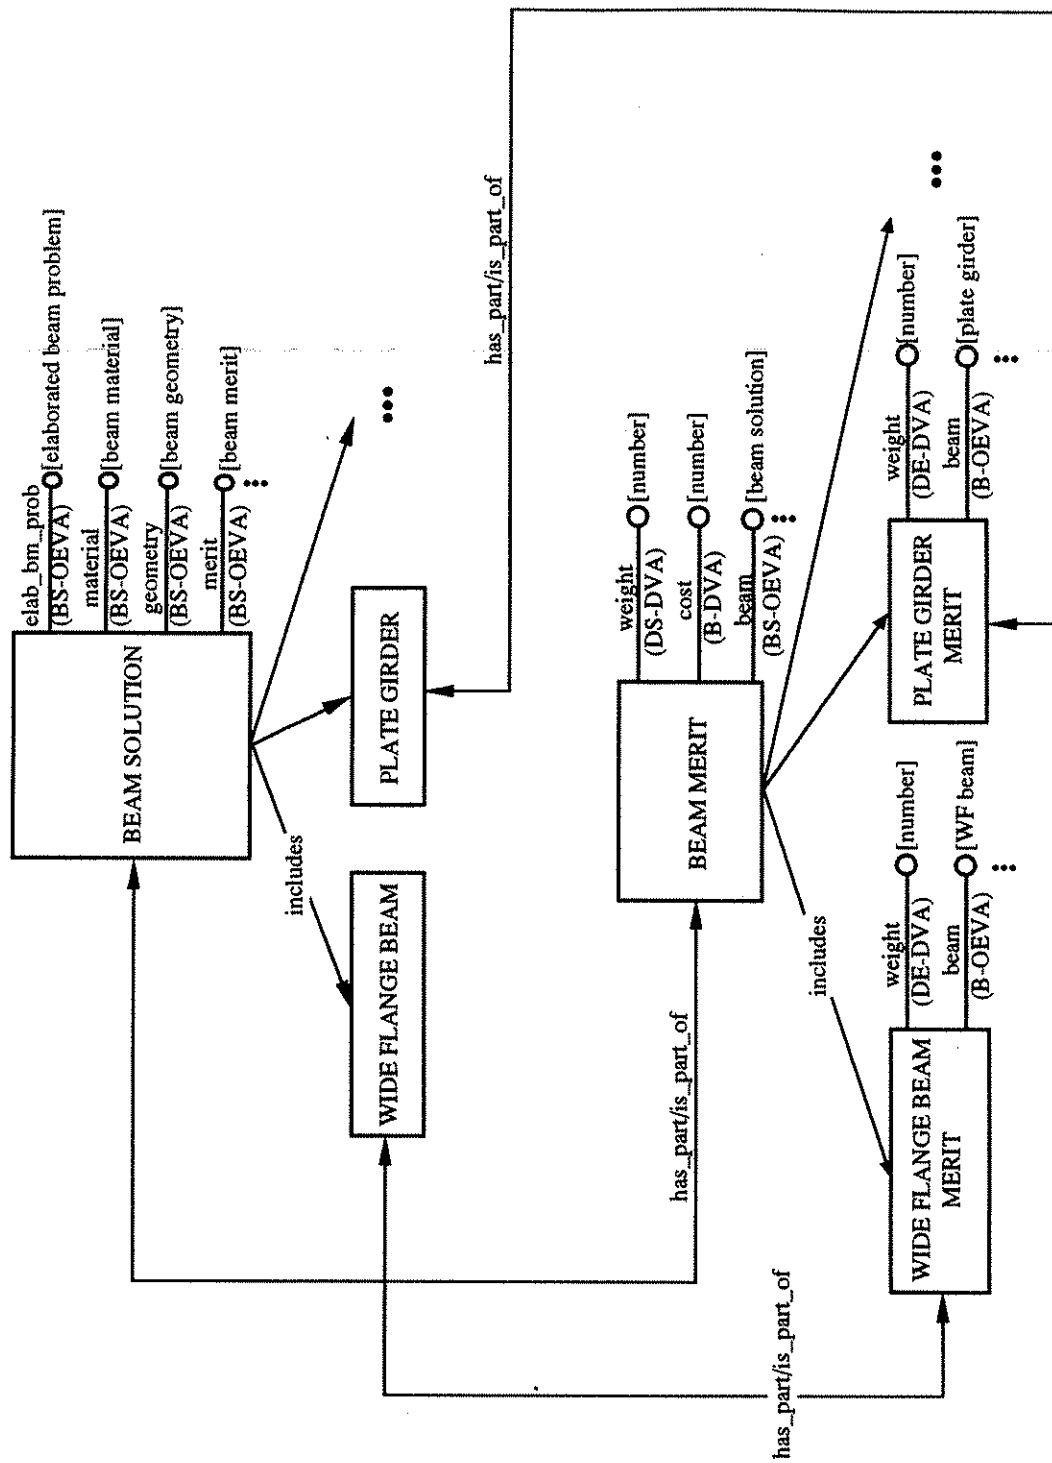 BEAM SOLUTION
elab_bm_prob
(BS-OEVA)
[elaborated beam problem]
material
(BS-OEVA)
[beam material]
geometry
(BS-OEVA)
[beam geometry]
merit
(BS-OEVA)
[beam merit]
includes
WIDE FLANGE BEAM
PLATE GIRDER
has_part/is_part_of
has_part/is_part_of
BEAM MERIT
weight
(DS-DVA)
[number]
cost
(B-DVA)
[number]
beam
(BS-OEVA)
[beam solution]
includes
has_part/is_part_of
WIDE FLANGE BEAM
MERIT
weight
(DE-DVA)
[number]
beam
(B-OEVA)
[WF beam]
PLATE GIRDER
MERIT
weight
(DE-DVA)
[number]
beam
(B-OEVA)
[plate girder]